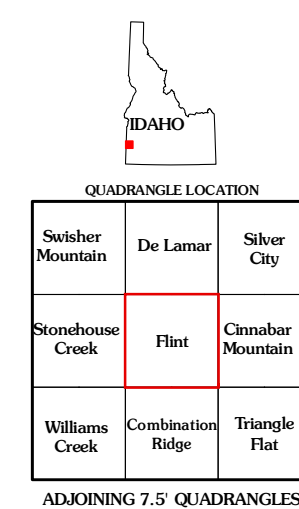 IDAHO
QUADRANGLE LOCATION
Swisher
Mountain
De Lamar
Silver
City
Stonehouse
Creek
Flint
Cinnabar
Mountain
Williams
Creek
Combination
Ridge
Triangle
Flat
ADJOINING 7.5' QUADRANGLES